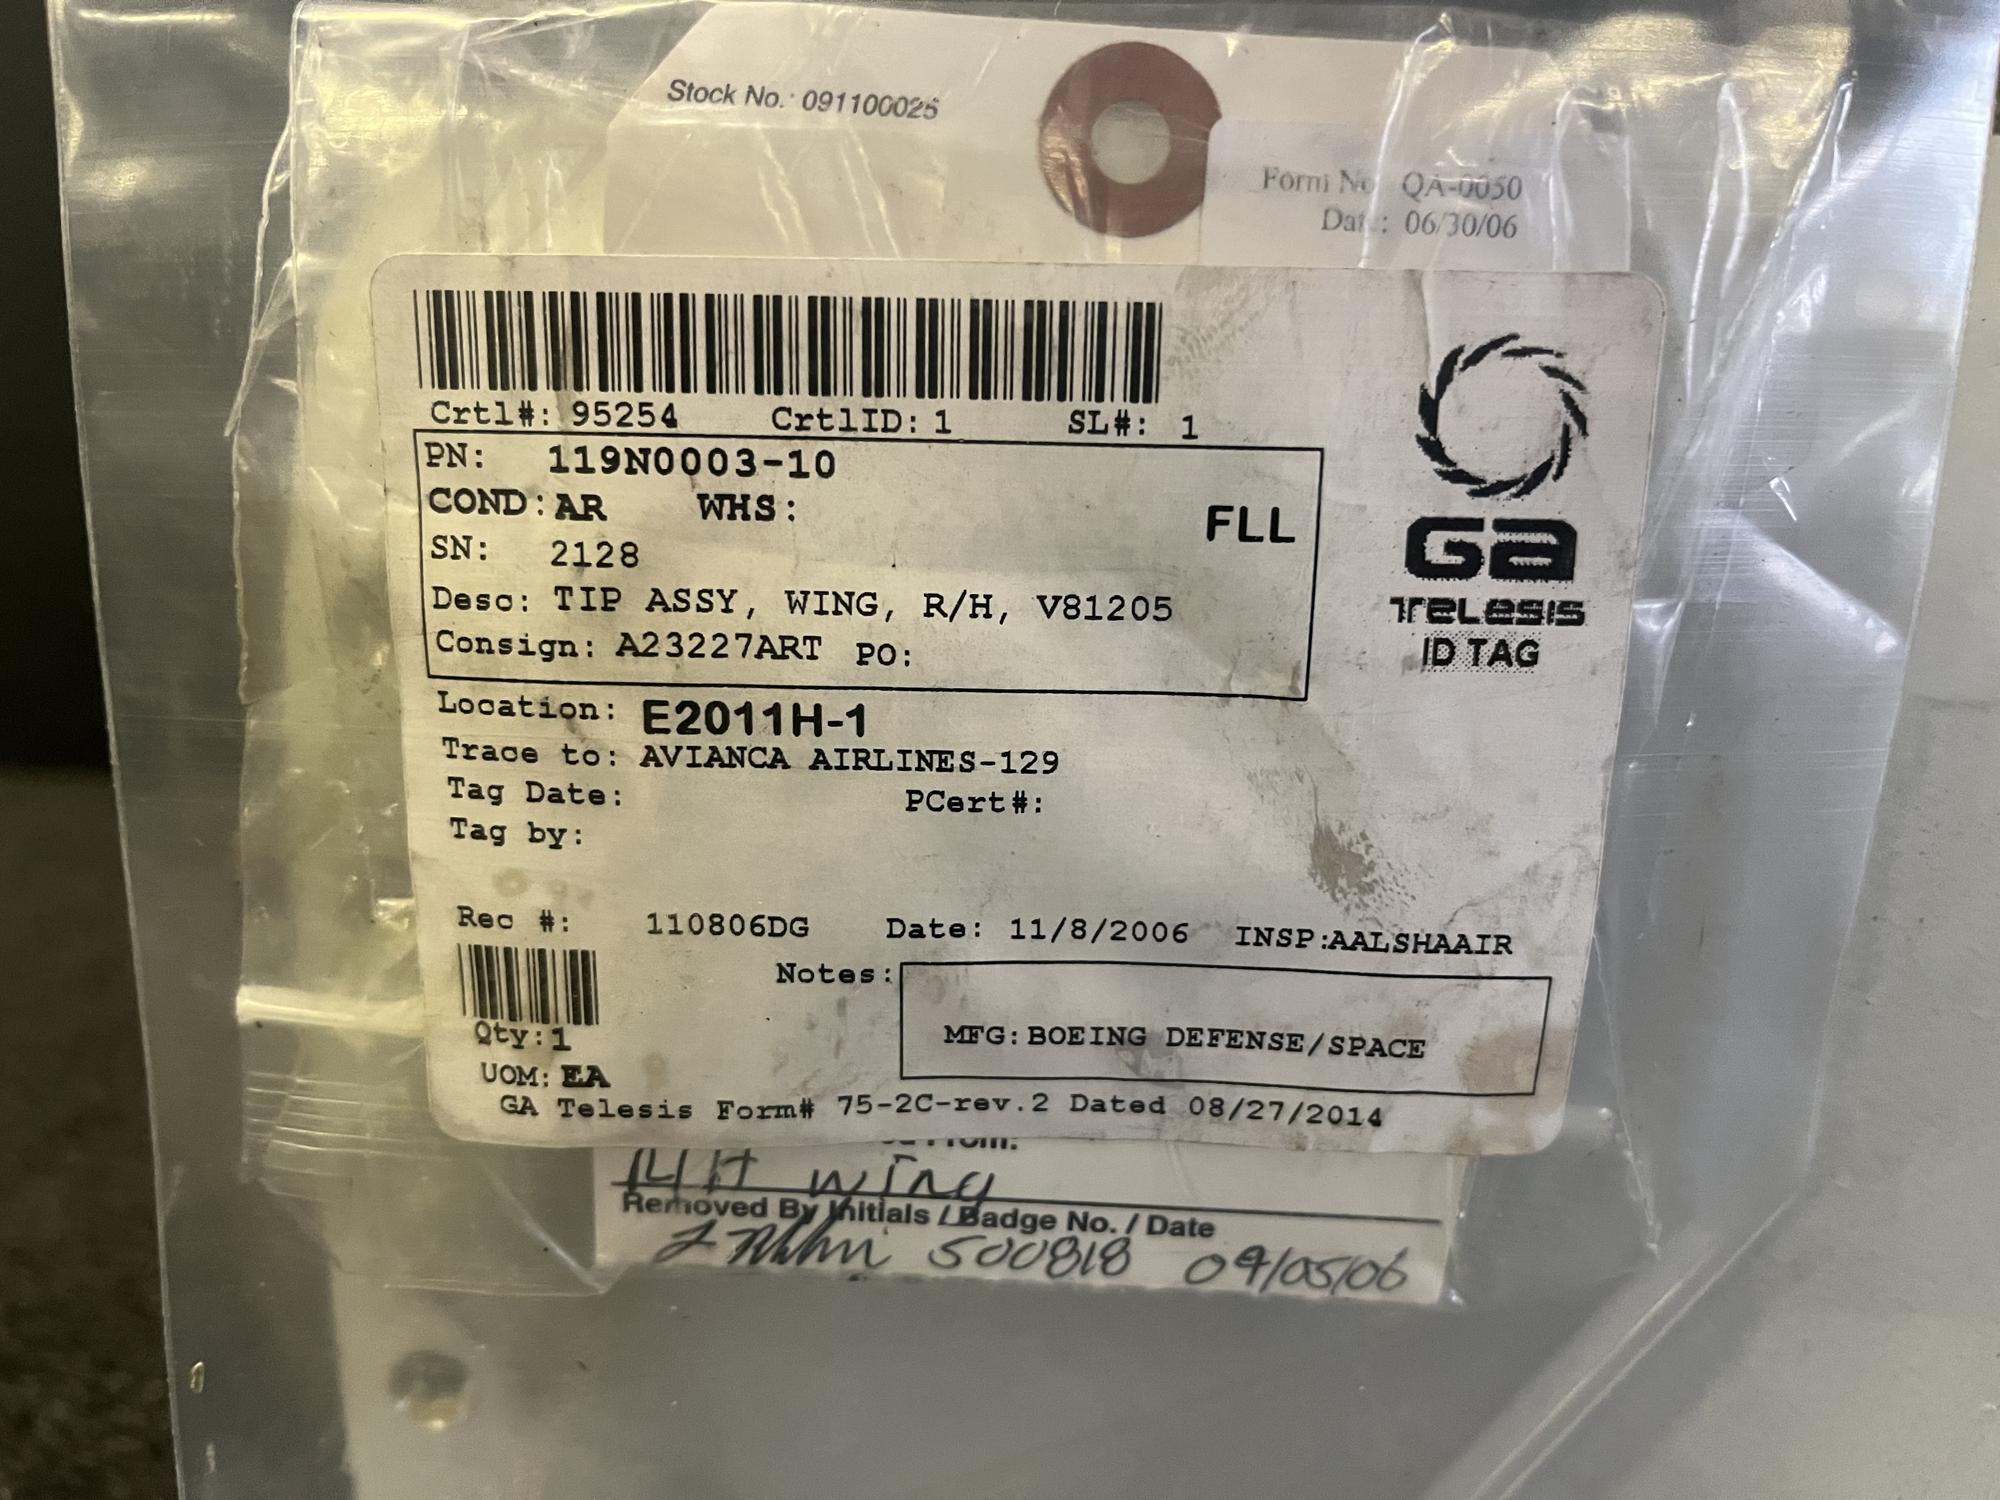 Stock No.: 091100025
Form No QA-0050
Date: 06/30/06
Crtl#: 95254 CrtlID: 1 SL#: 1
PN: 119N0003-10
COND: AR WHS: FLL
SN: 2128
Desc: TIP ASSY, WING, R/H, V81205
Consign: A23227ART PO:
GA
TELESIS
ID TAG
Location: E2011H-1
Trace to: AVIANCA AIRLINES-129
Tag Date: PCert#:
Tag by:
Rec #: 110806DG Date: 11/8/2006 INSP:AALSHAAIR
Notes:
MFG: BOEING DEFENSE/SPACE
Qty: 1
UOM: EA
GA Telesis Form# 75-2C-rev.2 Dated 08/27/2014
From:
wing
Removed By Initials / Badge No. / Date
500818 09/05/06